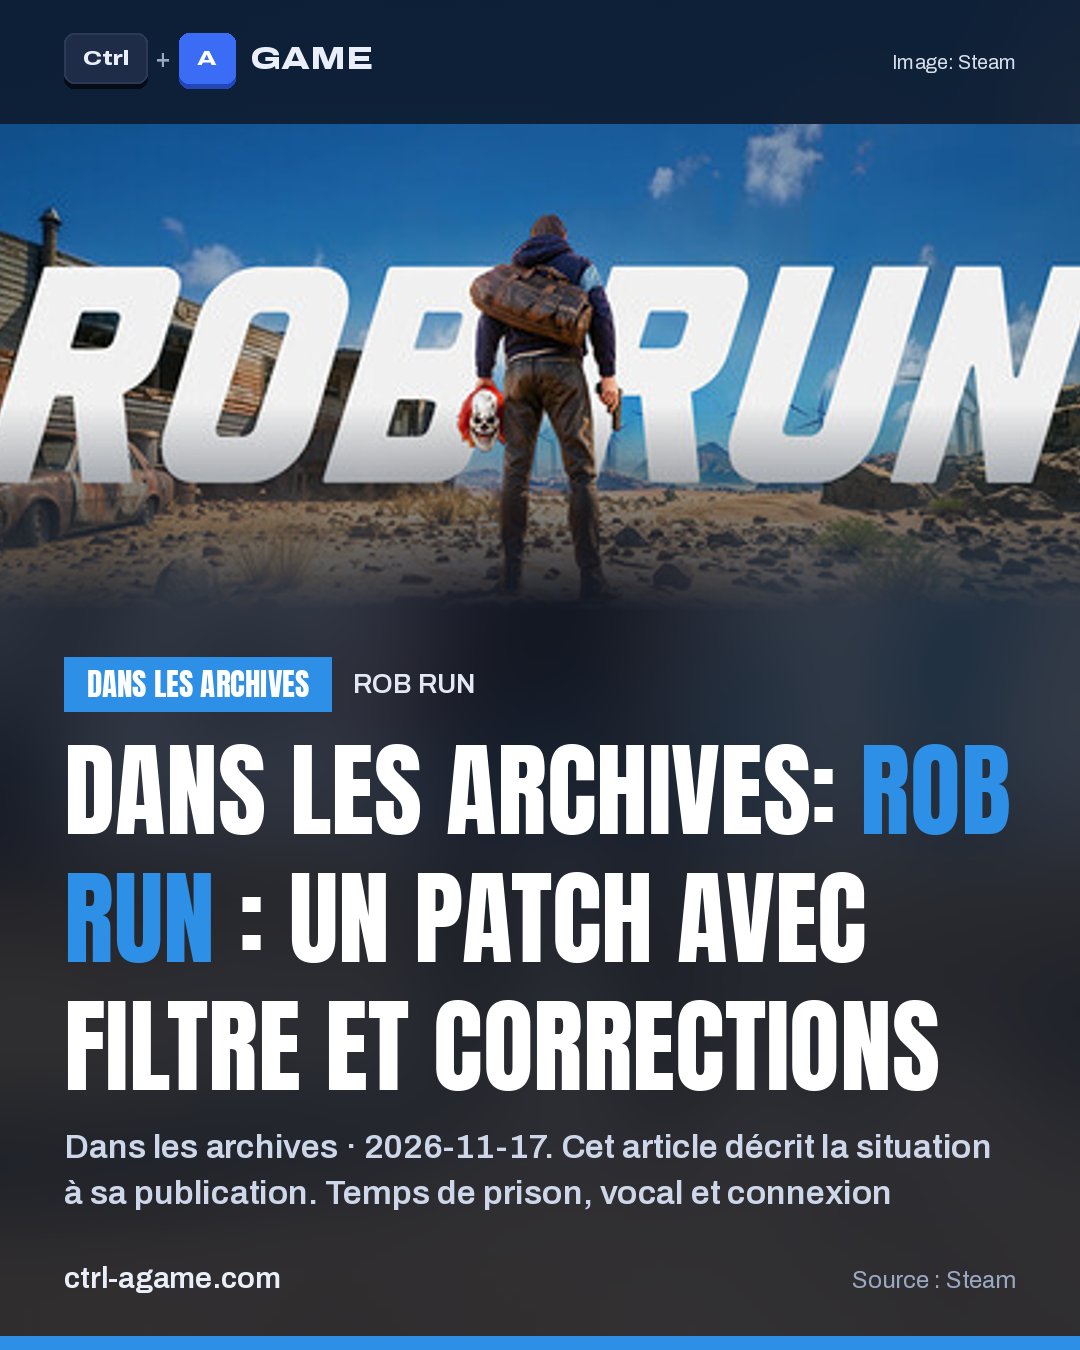 Ctrl + A GAME
Image: Steam
ROB RUN
DANS LES ARCHIVES
ROB RUN
DANS LES ARCHIVES: ROB
RUN : UN PATCH AVEC
FILTRE ET CORRECTIONS
Dans les archives · 2026-11-17. Cet article décrit la situation
à sa publication. Temps de prison, vocal et connexion
ctrl-agame.com
Source : Steam